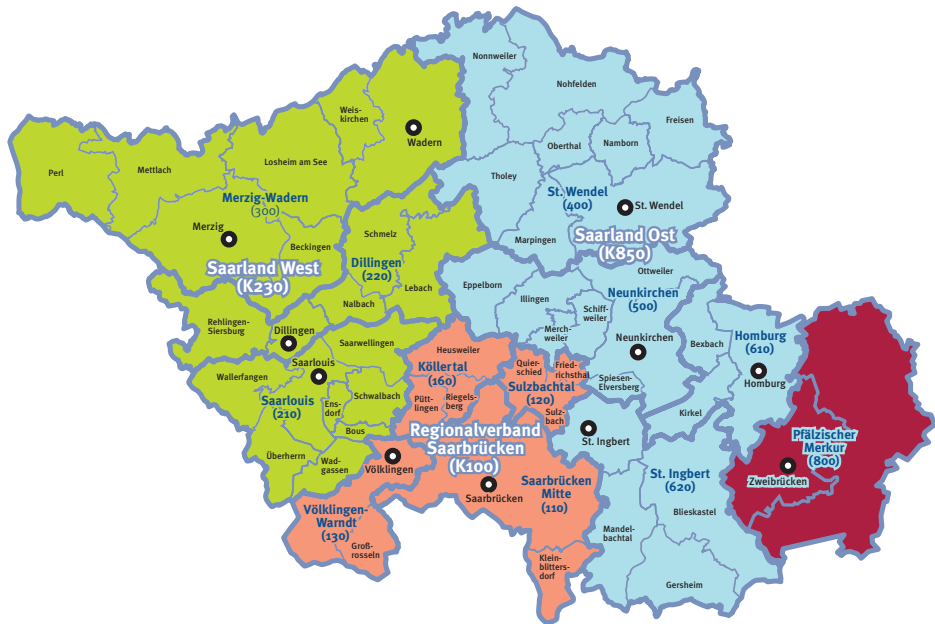 Nonnweiler
Nohfelden
Freisen
Weis-
kirchen
Wadern
Oberthal
Namborn
Losheim am See
Mettlach
Perl
Tholey
St. Wendel
(400)
St. Wendel
Merzig-Wadern
(300)
Merzig
Schmelz
Marpingen
Saarland Ost
(K850)
Beckingen
Dillingen
(220)
Saarland West
(K230)
Ottweiler
Eppelborn
Lebach
Illingen
Neunkirchen
(500)
Nalbach
Schiff-
weiler
Rehlingen-
Siersburg
Dillingen
Merch-
weiler
Neunkirchen
Bexbach
Homburg
(610)
Saarwellingen
Heusweiler
Saarlouis
Quier-
schied
Fried-
richsthal
Köllertal
(160)
Wallerfangen
Spiesen-
Elversberg
Homburg
Sulzbachtal
(120)
Schwalbach
Saarlouis
(210)
Ens-
dorf
Pütt-
lingen
Riegels-
berg
Sulz-
bach
Kirkel
Bous
Regionalverband
Saarbrücken
(K100)
St. Ingbert
Pfälzischer
Merkur
(800)
Überherrn
Wad-
gassen
Völklingen
St. Ingbert
(620)
Zweibrücken
Saarbrücken
Saarbrücken
Mitte
(110)
Völklingen-
Warndt
(130)
Blieskastel
Mandel-
bachtal
Groß-
rosseln
Klein-
blitters-
dorf
Gersheim